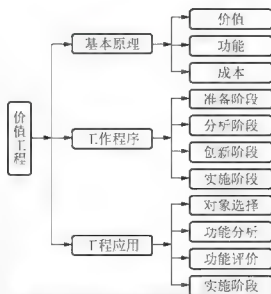 价值工程
基本原理
价值
功能
成本
工作程序
准备阶段
分析阶段
创新阶段
实施阶段
工程应用
对象选择
功能分析
功能评价
实施阶段